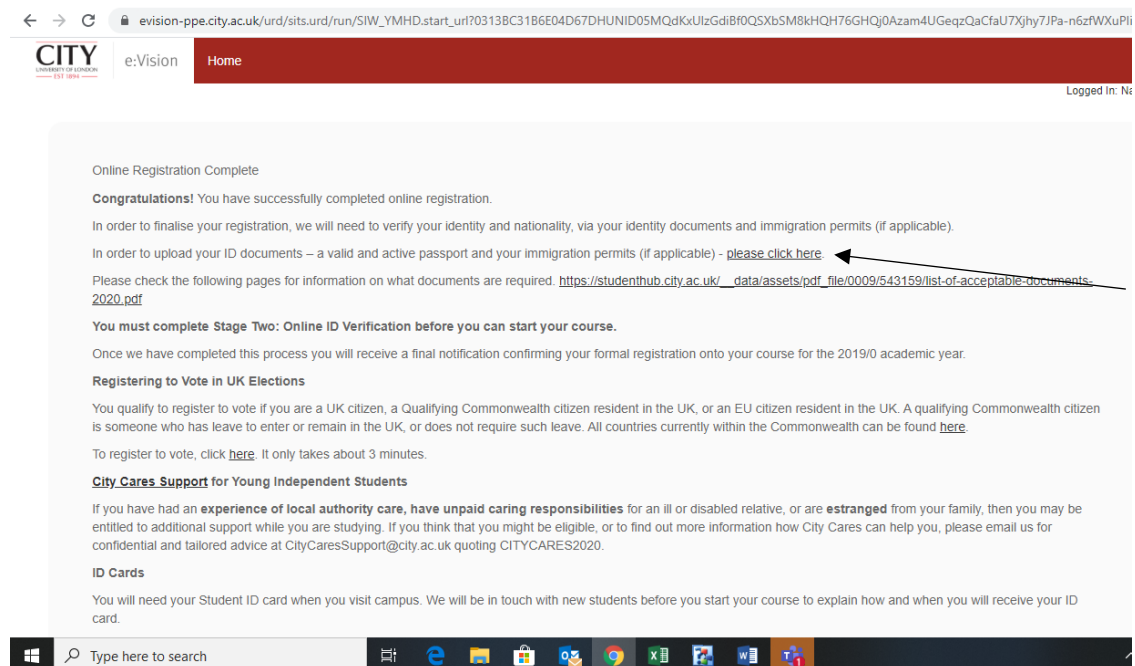 evision-ppe.city.ac.uk/urd/sits.urd/run/SIW_YMHD.start_url?0313BC31B6E04D67DHUNID05MQdKxUIzGdiBf0QSXbSM8kHQH76GHQj0Azam4UGeqzQaCfaU7Xjhy7JPa-n6zfWXuPli
CITY
UNIVERSITY OF LONDON
EST 1894
e:Vision
Home
Logged In: Na
Online Registration Complete
Congratulations! You have successfully completed online registration.
In order to finalise your registration, we will need to verify your identity and nationality, via your identity documents and immigration permits (if applicable).
In order to upload your ID documents – a valid and active passport and your immigration permits (if applicable) - please click here.
Please check the following pages for information on what documents are required. https://studenthub.city.ac.uk/__data/assets/pdf_file/0009/543159/list-of-acceptable-documents-
2020.pdf
You must complete Stage Two: Online ID Verification before you can start your course.
Once we have completed this process you will receive a final notification confirming your formal registration onto your course for the 2019/0 academic year.
Registering to Vote in UK Elections
You qualify to register to vote if you are a UK citizen, a Qualifying Commonwealth citizen resident in the UK, or an EU citizen resident in the UK. A qualifying Commonwealth citizen
is someone who has leave to enter or remain in the UK, or does not require such leave. All countries currently within the Commonwealth can be found here.
To register to vote, click here. It only takes about 3 minutes.
City Cares Support for Young Independent Students
If you have had an experience of local authority care, have unpaid caring responsibilities for an ill or disabled relative, or are estranged from your family, then you may be
entitled to additional support while you are studying. If you think that you might be eligible, or to find out more information how City Cares can help you, please email us for
confidential and tailored advice at CityCaresSupport@city.ac.uk quoting CITYCARES2020.
ID Cards
You will need your Student ID card when you visit campus. We will be in touch with new students before you start your course to explain how and when you will receive your ID
card.
Type here to search